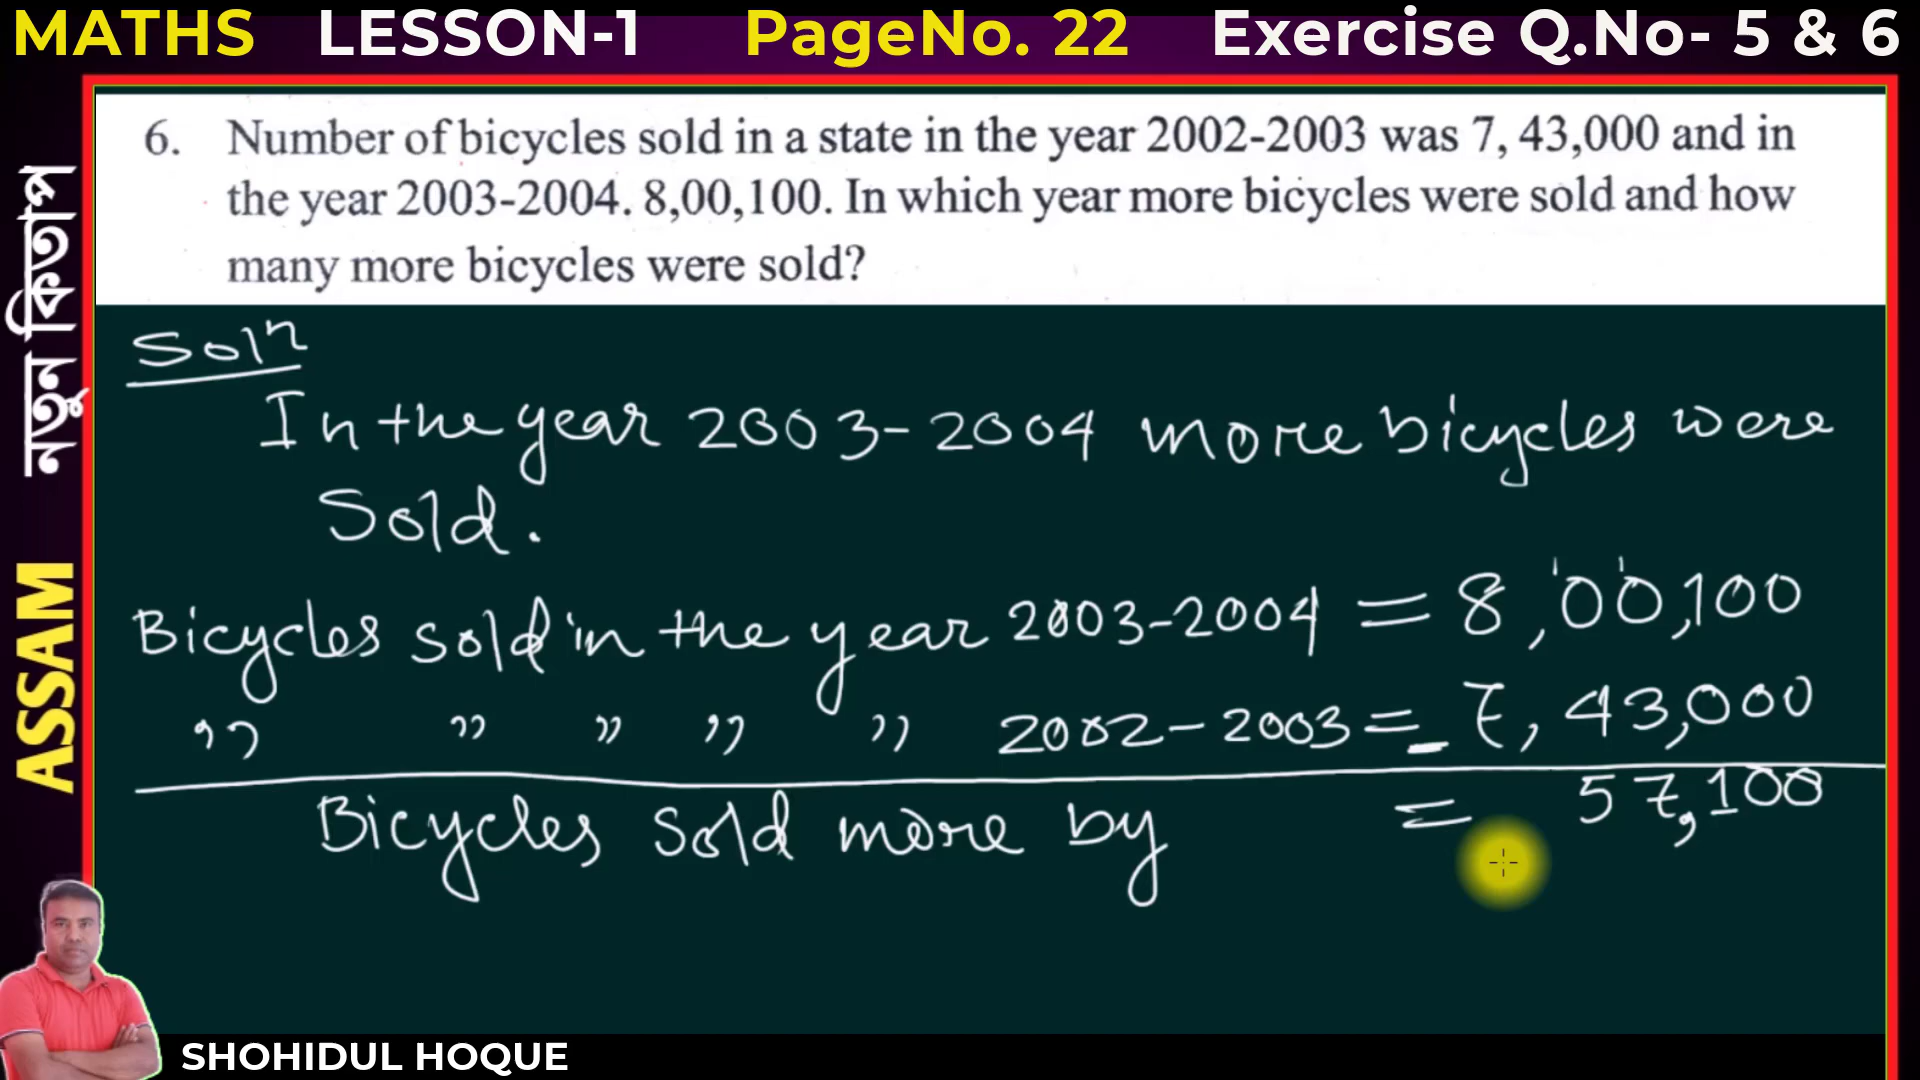 MATHS LESSON-1 PageNo. 22 Exercise Q.No- 5 & 6
6. Number of bicycles sold in a state in the year 2002-2003 was 7, 43,000 and in
the year 2003-2004. 8,00,100. In which year more bicycles were sold and how
many more bicycles were sold?
Soln
In the year 2003-2004 more bicycles were
Sold.
Bicycles sold in the year 2003-2004 = 8,00,100
" " " " " 2002-2003 = - 7,43,000
Bicycles Sold more by = 57,100
ASSAM নতুন কিতাপ
SHOHIDUL HOQUE